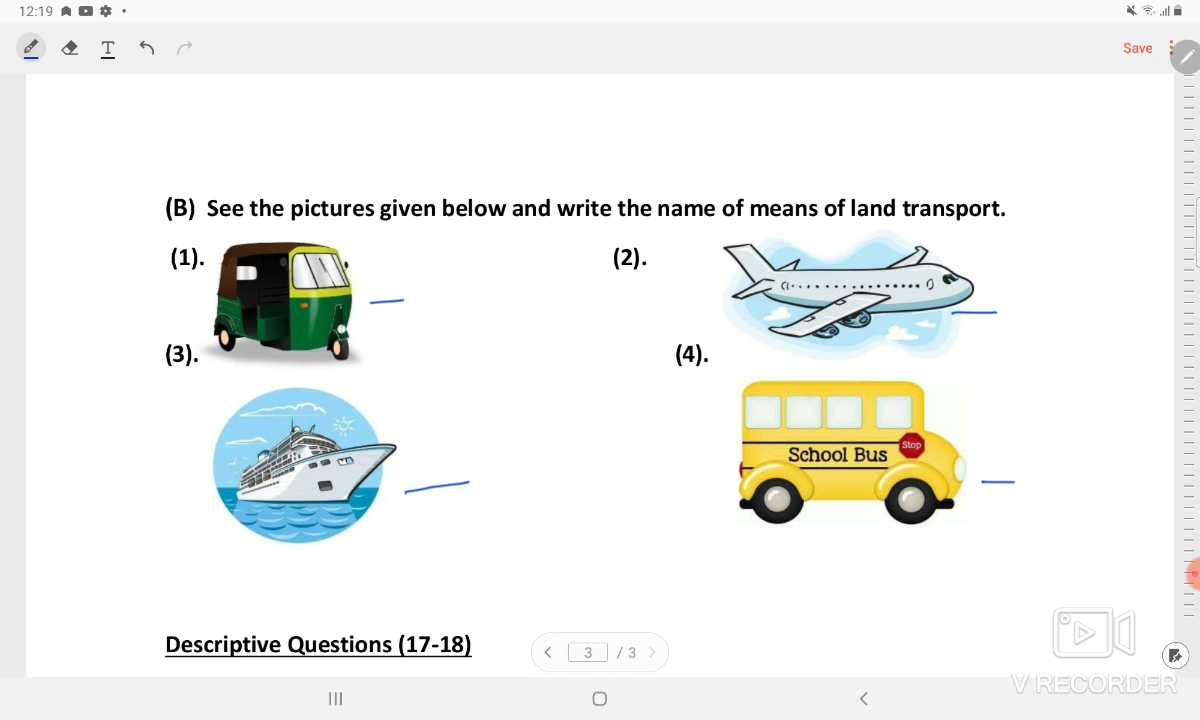 12:19
T
Save
(B) See the pictures given below and write the name of means of land transport.
(1).
(2).
(3).
(4).
School Bus
Stop
Descriptive Questions (17-18)
3 / 3
V RECORDER